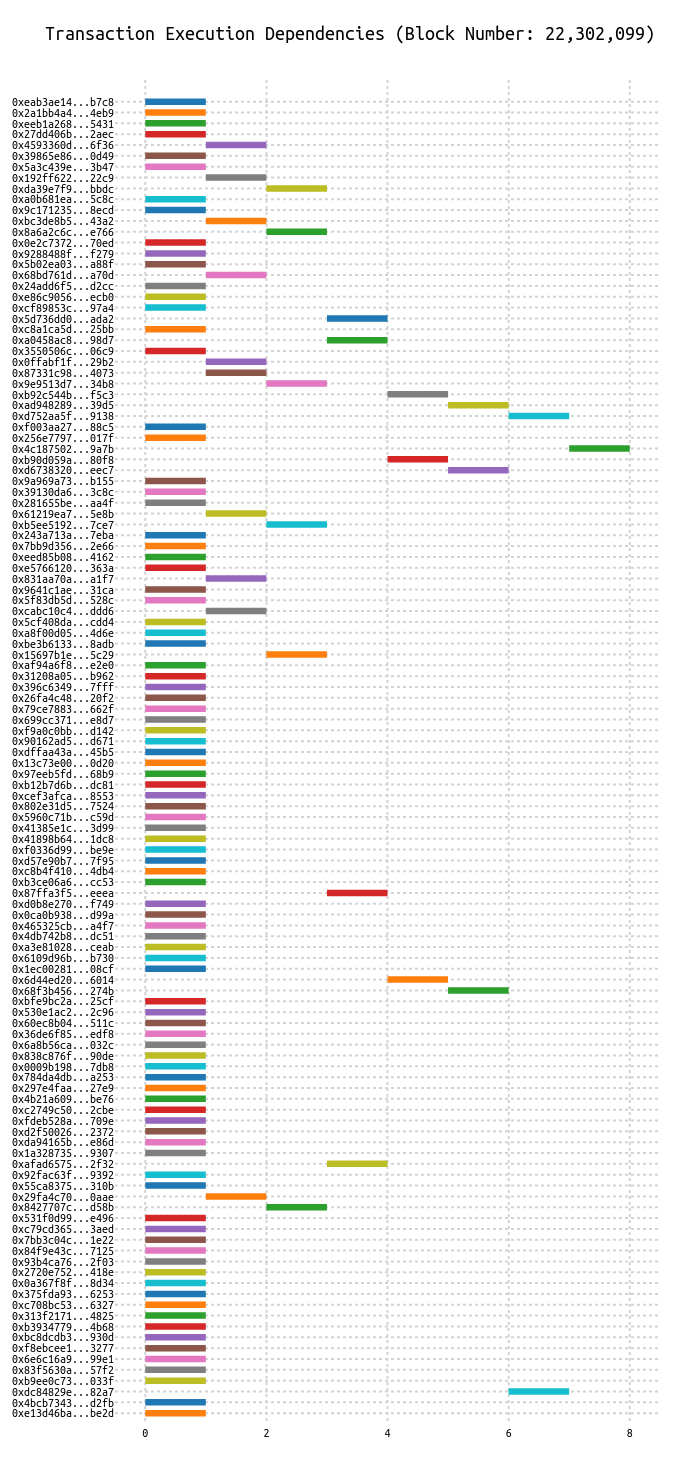 Transaction Execution Dependencies (Block Number: 22,302,099)
0xeab3ae14...b7c8
0x2a1bb4a4...4eb9
0xeeb1a268...5431
0x27dd406b...2aec
0x4593360d...6f36
0x39865e86...0d49
0x5a3c439e...3b47
0x192ff622...22c9
0xda39e7f9...bbdc
0xa0b681ea...5c8c
0x9c171235...8ecd
0xbc3de8b5...43a2
0x8a6a2c6c...e766
0x0e2c7372...70ed
0x9288488f...f279
0x5b02ea03...a88f
0x68bd761d...a70d
0x24add6f5...d2cc
0xe86c9056...ecb0
0xcf89853c...97a4
0x5d736dd0...ada2
0xc8a1ca5d...25bb
0xa0458ac8...98d7
0x3550506c...06c9
0x0ffabf1f...29b2
0x87331c98...4073
0x9e9513d7...34b8
0xb92c544b...f5c3
0xad948289...39d5
0xd752aa5f...9138
0xf003aa27...88c5
0x256e7797...017f
0x4c187502...9a7b
0xb90d059a...80f8
0xd6738320...eec7
0x9a969a73...b155
0x39130da6...3c8c
0x281655be...aa4f
0x61219ea7...5e8b
0xb5ee5192...7ce7
0x243a713a...7eba
0x7bb9d356...2e66
0xeed85b08...4162
0xe5766120...363a
0x831aa70a...a1f7
0x9641c1ae...31ca
0x5f83db5d...528c
0xcabc10c4...ddd6
0x5cf408da...cdd4
0xa8f00d05...4d6e
0xbe3b6133...8adb
0x15697b1e...5c29
0xaf94a6f8...e2e0
0x31208a05...b962
0x396c6349...7fff
0x26fa4c48...20f2
0x79ce7883...662f
0x699cc371...e8d7
0xf9a0c0bb...d142
0x90162ad5...d671
0xdffaa43a...45b5
0x13c73e00...0d20
0x97eeb5fd...68b9
0xb12b7d6b...dc81
0xcef3afca...8553
0x802e31d5...7524
0x5960c71b...c59d
0x41385e1c...3d99
0x41898b64...1dc8
0xf0336d99...be9e
0xd57e90b7...7f95
0xc8b4f410...4db4
0xb3ce06a6...cc53
0x87ffa3f5...eeea
0xd0b8e270...f749
0x0ca0b938...d99a
0x465325cb...a4f7
0x4db742b8...dc51
0xa3e81028...ceab
0x6109d96b...b730
0x1ec00281...08cf
0x6d44ed20...6014
0x68f3b456...274b
0xbfe9bc2a...25cf
0x530e1ac2...2c96
0x60ec8b04...511c
0x36de6f85...edf8
0x6a8b56ca...032c
0x838c876f...90de
0x0009b198...7db8
0x784da4db...a253
0x297e4faa...27e9
0x4b21a609...be76
0xc2749c50...2cbe
0xfdeb528a...709e
0xd2f50026...2372
0xda94165b...e86d
0x1a328735...9307
0xafad6575...2f32
0x92fac63f...9392
0x55ca8375...310b
0x29fa4c70...0aae
0x8427707c...d58b
0x531f0d99...e496
0xc79cd365...3aed
0x7bb3c04c...1e22
0x84f9e43c...7125
0x93b4ca76...2f03
0x2720e752...418e
0x0a367f8f...8d34
0x375fda93...6253
0xc708bc53...6327
0x313f2171...4825
0xb3934779...4b68
0xbc8dcdb3...930d
0xf8ebcee1...3277
0x6e6c16a9...99e1
0x83f5630a...57f2
0xb9ee0c73...033f
0xdc84829e...82a7
0x4bcb7343...d2fb
0xe13d46ba...be2d
0 2 4 6 8